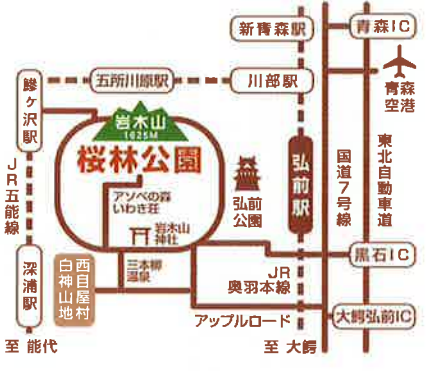 新青森駅
青森IC
五所川原駅
川部駅
青森
空港
鰺ヶ沢駅
岩木山
1625M
桜林公園
弘前駅
アソベの森
いわき荘
弘前
公園
国道7号線
東北自動車道
JR五能線
岩木山
神社
黒石IC
三本柳
温泉
西目屋村
白神山地
深浦駅
JR
奥羽本線
アップルロード
大鰐弘前IC
至 能代
至 大鰐